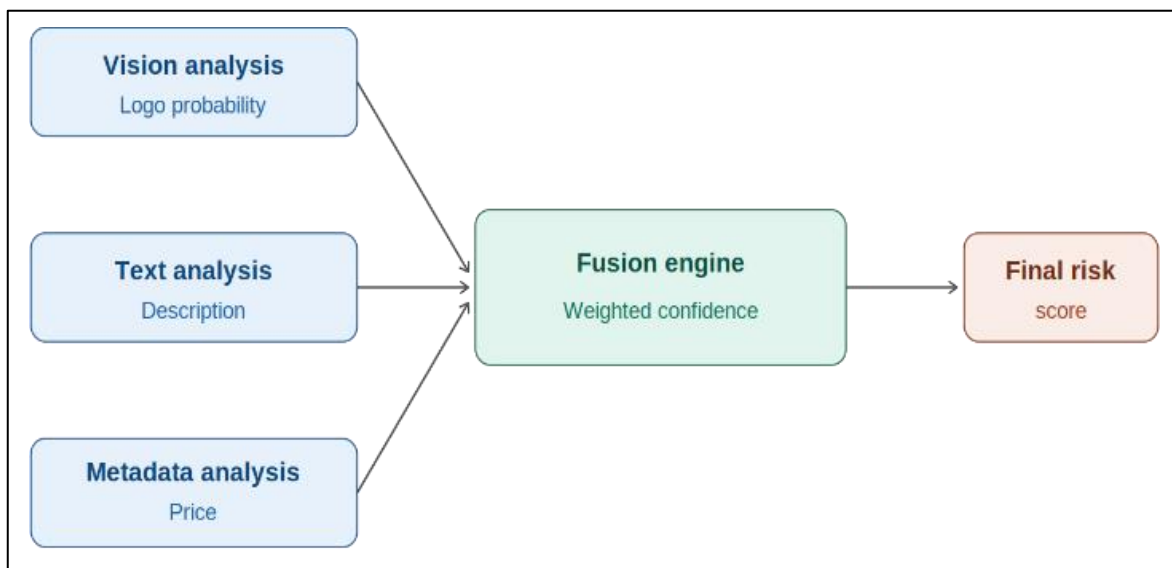 Vision analysis
Logo probability
Text analysis
Description
Metadata analysis
Price
Fusion engine
Weighted confidence
Final risk
score